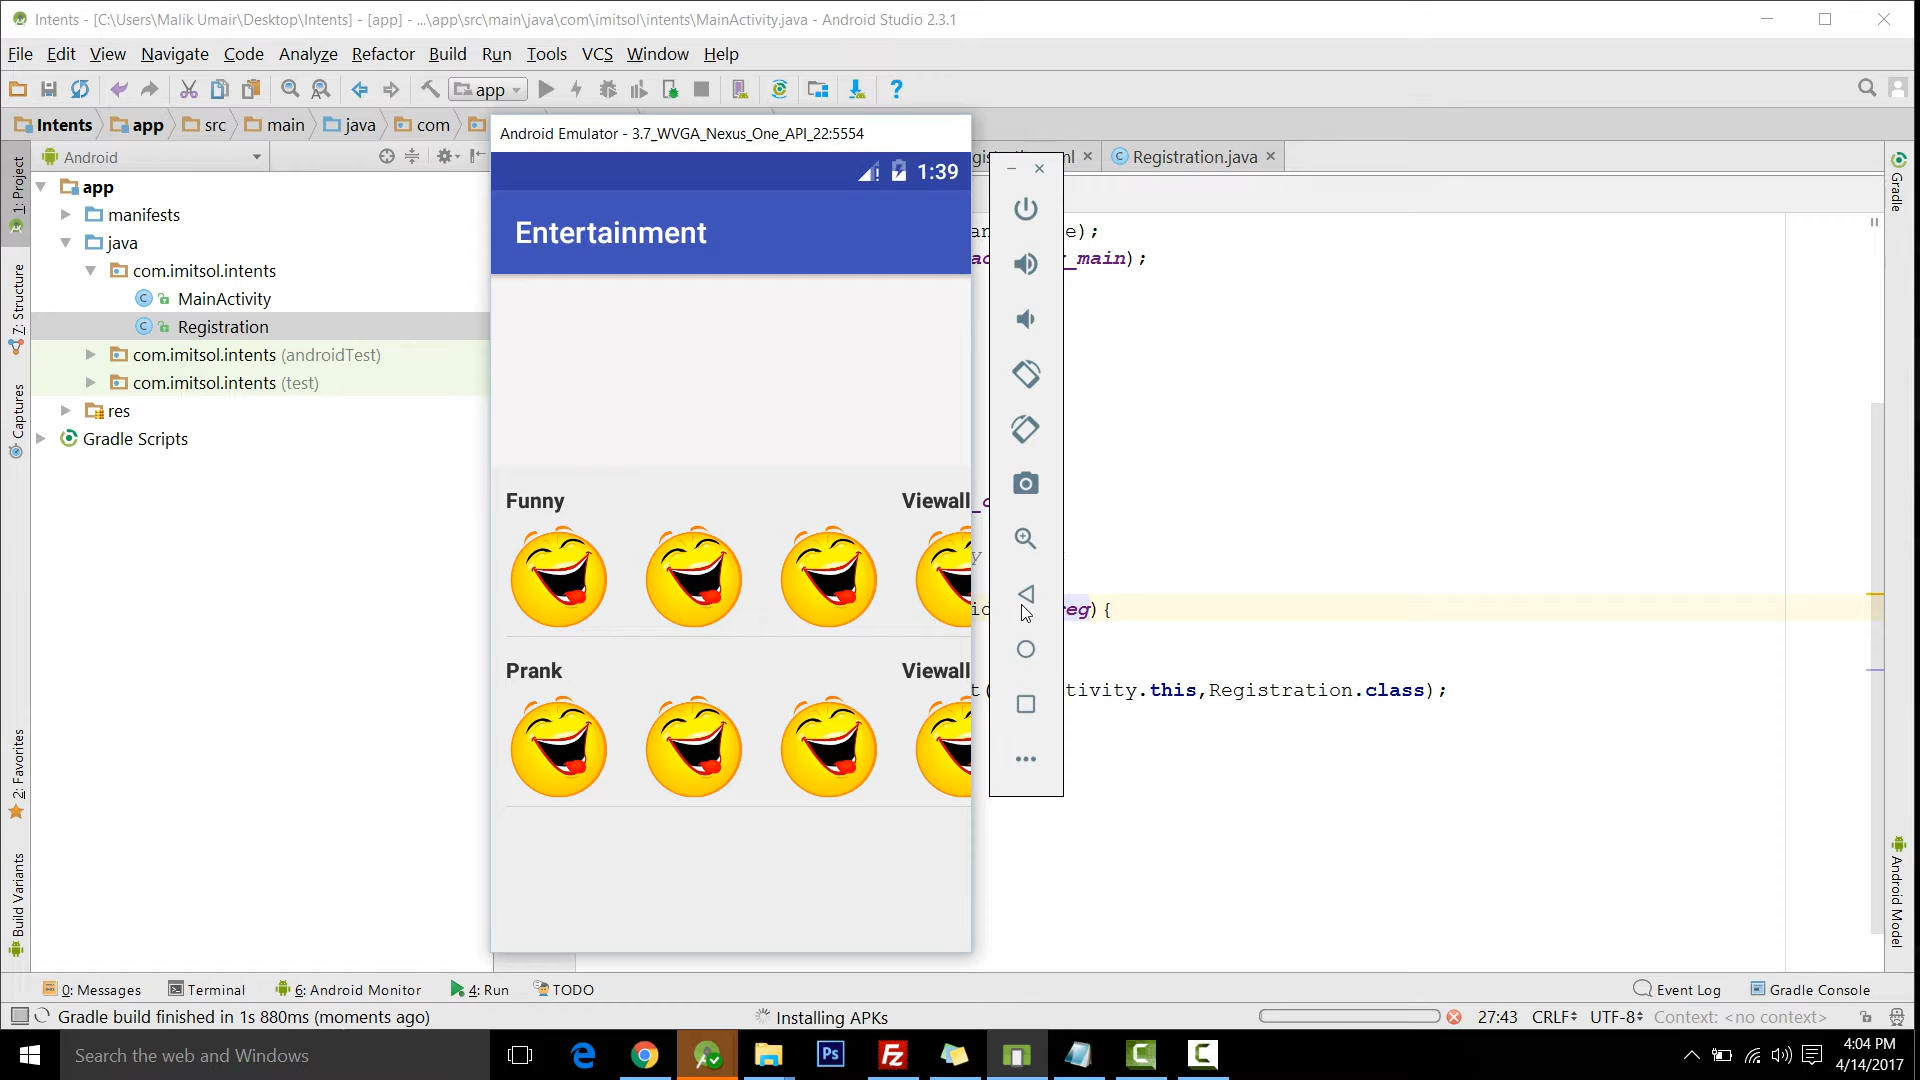 Intents - [C:\Users\Malik Umair\Desktop\Intents] - [app] - ...\app\src\main\java\com\imitsol\intents\MainActivity.java - Android Studio 2.3.1
File Edit View Navigate Code Analyze Refactor Build Run Tools VCS Window Help
app
Intents app src main java com
Android Emulator - 3.7_WVGA_Nexus_One_API_22:5554
Android
Registration.java
1: Project
app
manifests
java
com.imitsol.intents
MainActivity
Registration
com.imitsol.intents (androidTest)
com.imitsol.intents (test)
res
Gradle Scripts
7: Structure
Captures
2: Favorites
Build Variants
1:39
Entertainment
Funny Viewall
Prank Viewall
e);
_main);
eg){
tivity.this,Registration.class);
Gradle
Android Model
0: Messages Terminal 6: Android Monitor 4: Run TODO Event Log Gradle Console
Gradle build finished in 1s 880ms (moments ago) Installing APKs 27:43 CRLF UTF-8 Context: <no context>
Search the web and Windows
Ps
Fz
4:04 PM
4/14/2017